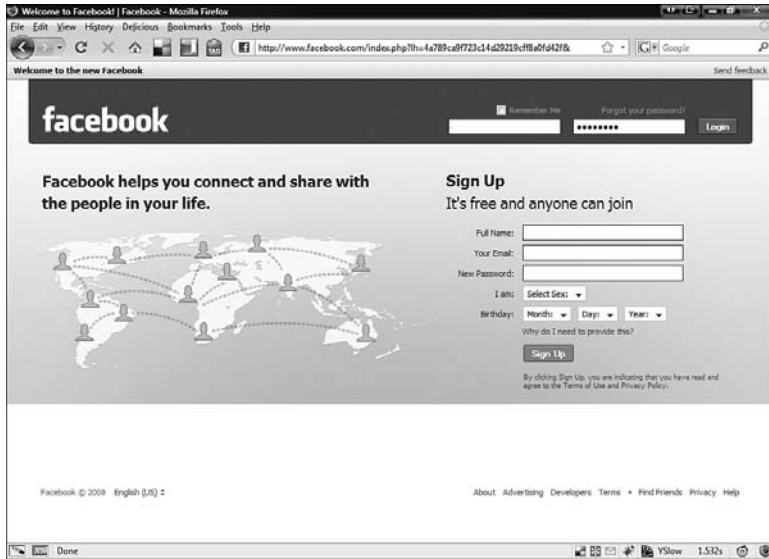 Welcome to Facebook! | Facebook - Mozilla Firefox
File Edit View History Delicious Bookmarks Tools Help
http://www.facebook.com/index.php?lh=4a789ca9f723c14d29219cff8a0fd42f& Google
Welcome to the new Facebook Send feedback
Remember Me Forgot your password?
facebook
Login
Facebook helps you connect and share with
the people in your life.
Sign Up
It's free and anyone can join
Full Name:
Your Email:
New Password:
I am: Select Sex:
Birthday: Month: Day: Year:
Why do I need to provide this?
Sign Up
By clicking Sign Up, you are indicating that you have read and
agree to the Terms of Use and Privacy Policy.
Facebook © 2008 English (US)
About Advertising Developers Terms • Find Friends Privacy Help
Done YSlow 1.532s